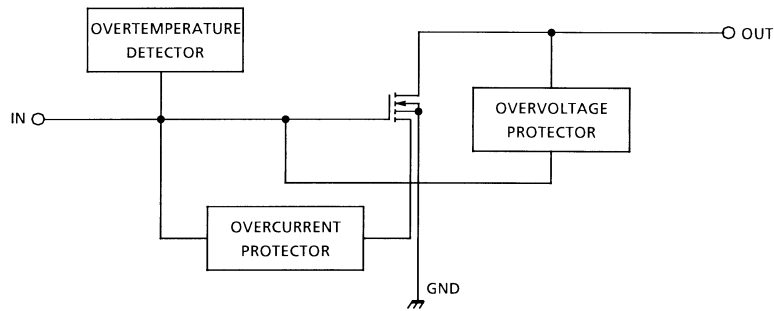 OVERTEMPERATURE
DETECTOR
OUT
IN
OVERVOLTAGE
PROTECTOR
OVERCURRENT
PROTECTOR
GND